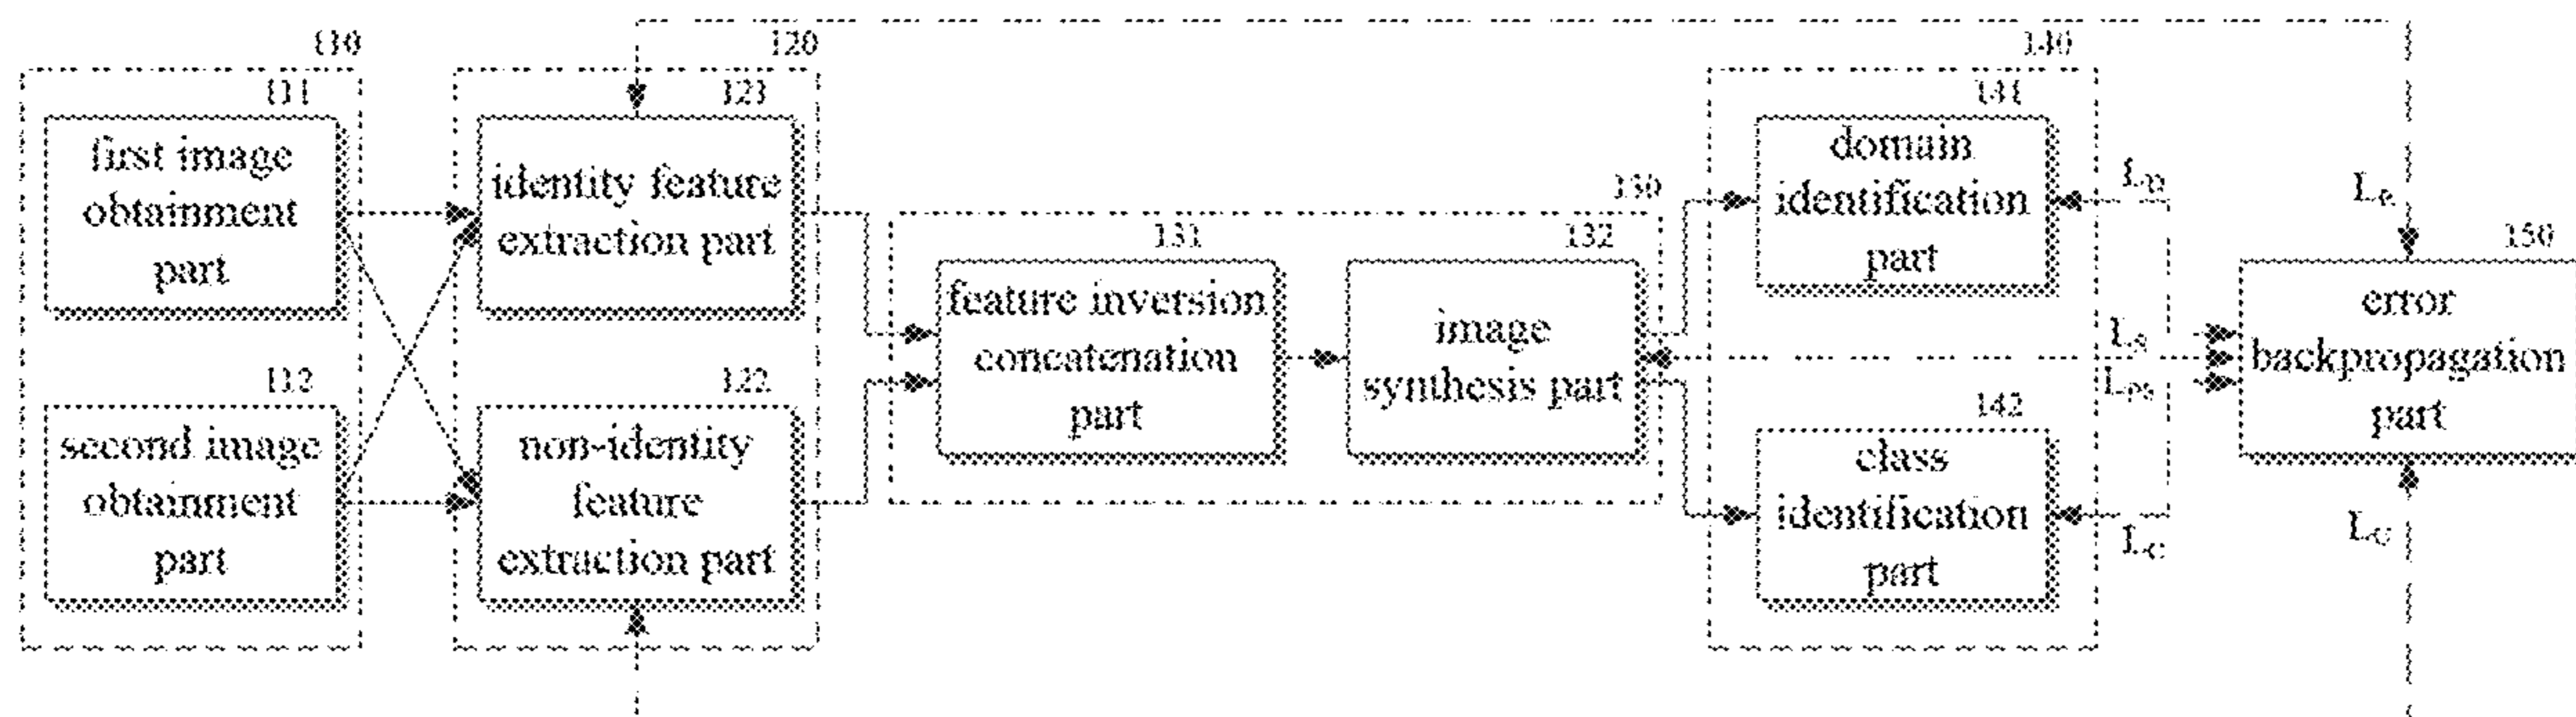 110
111
first image
obtainment
part
112
second image
obtainment
part
120
121
identity feature
extraction part
122
non-identity
feature
extraction part
130
131
feature inversion
concatenation
part
132
image
synthesis part
140
141
domain
identification
part
142
class
identification
part
LD
LC
150
error
backpropagation
part